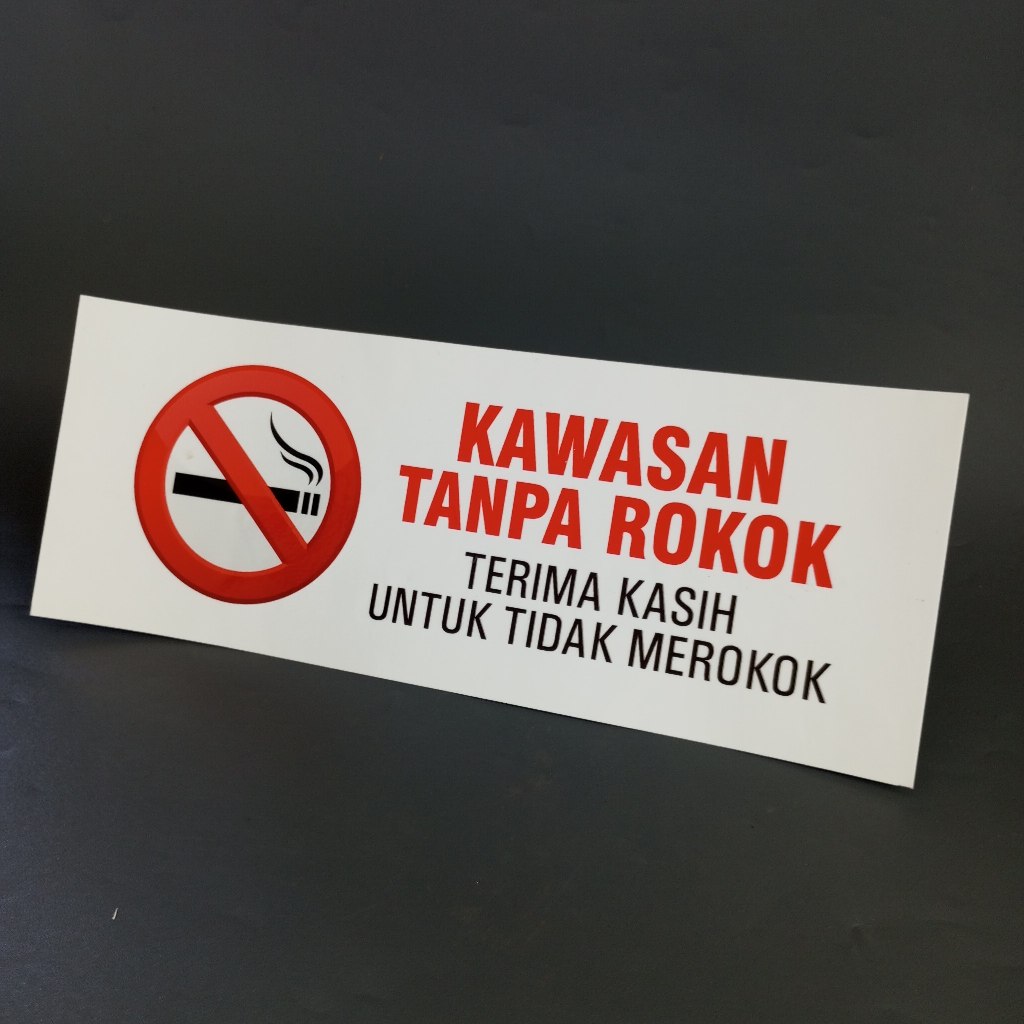 KAWASAN
TANPA ROKOK
TERIMA KASIH
UNTUK TIDAK MEROKOK